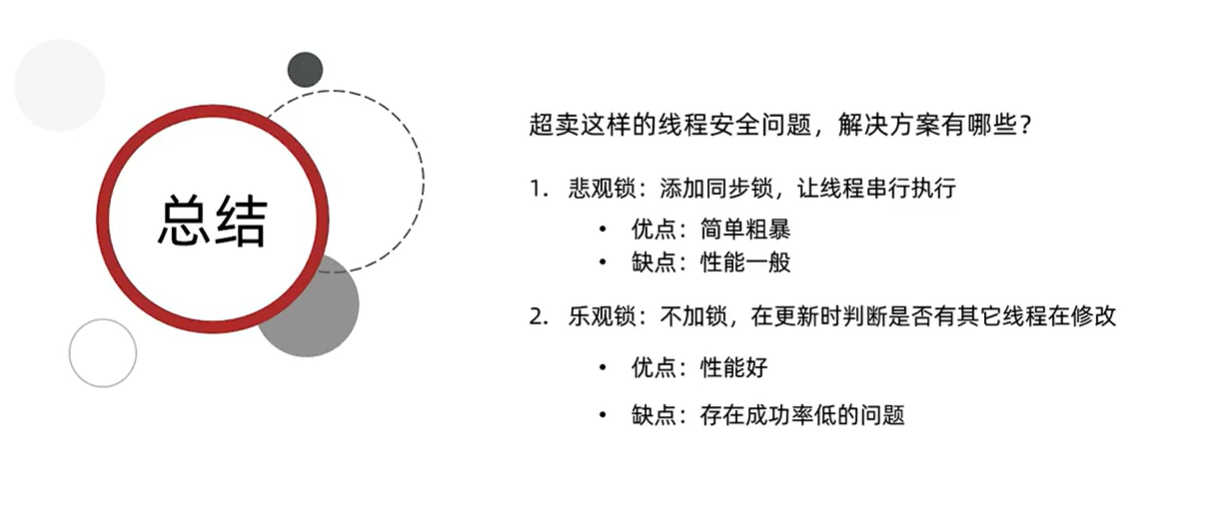 总结
超卖这样的线程安全问题，解决方案有哪些？
1. 悲观锁：添加同步锁，让线程串行执行
• 优点：简单粗暴
• 缺点：性能一般
2. 乐观锁：不加锁，在更新时判断是否有其它线程在修改
• 优点：性能好
• 缺点：存在成功率低的问题